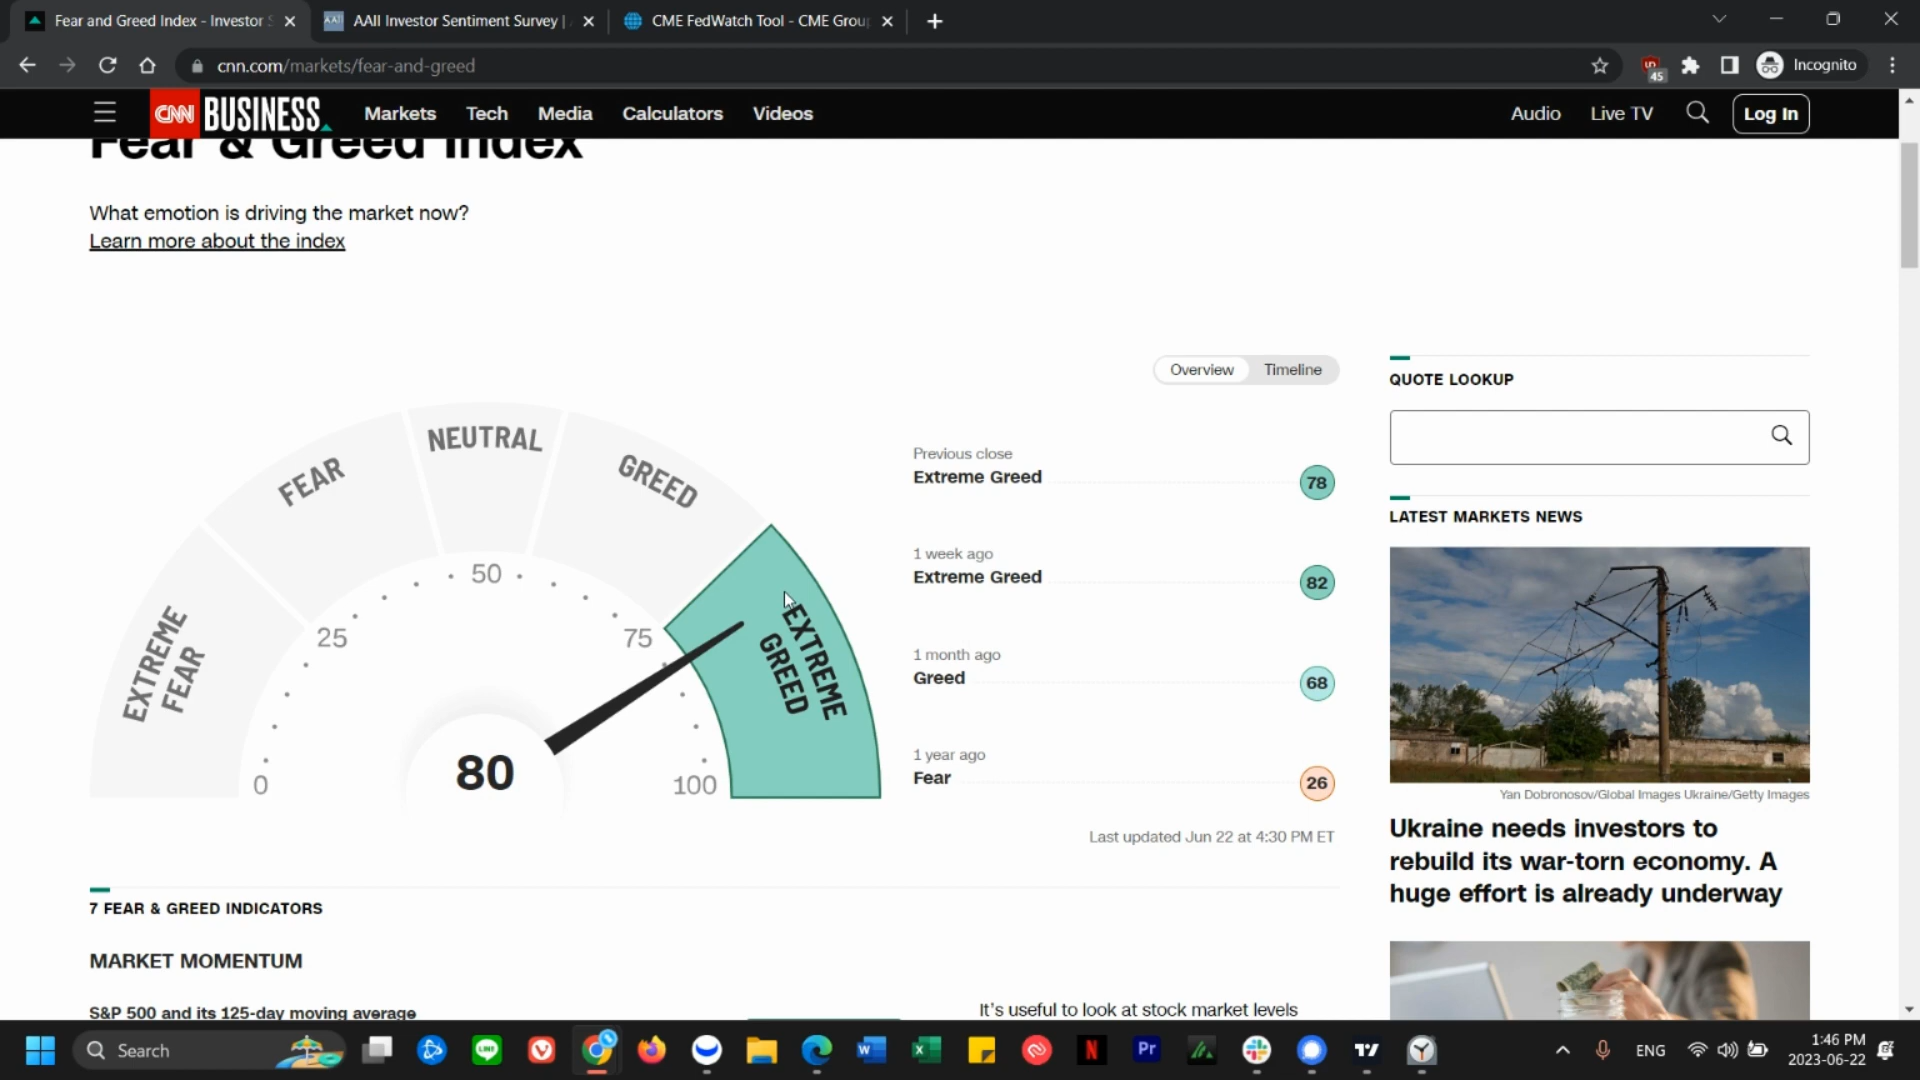 Fear and Greed Index - Investor S
AAII Investor Sentiment Survey |
CME FedWatch Tool - CME Group
cnn.com/markets/fear-and-greed
45
Incognito
CNN BUSINESS
Markets
Tech
Media
Calculators
Videos
Audio
Live TV
Log In
Fear & Greed Index
What emotion is driving the market now?
Learn more about the index
Overview
Timeline
EXTREME
FEAR
FEAR
NEUTRAL
GREED
EXTREME
GREED
0
25
50
75
100
80
Previous close
Extreme Greed
78
1 week ago
Extreme Greed
82
1 month ago
Greed
68
1 year ago
Fear
26
Last updated Jun 22 at 4:30 PM ET
QUOTE LOOKUP
LATEST MARKETS NEWS
Yan Dobronosov/Global Images Ukraine/Getty Images
Ukraine needs investors to
rebuild its war-torn economy. A
huge effort is already underway
7 FEAR & GREED INDICATORS
MARKET MOMENTUM
S&P 500 and its 125-day moving average
It's useful to look at stock market levels
Search
LINE
W
X
N
Pr
ENG
1:46 PM
2023-06-22